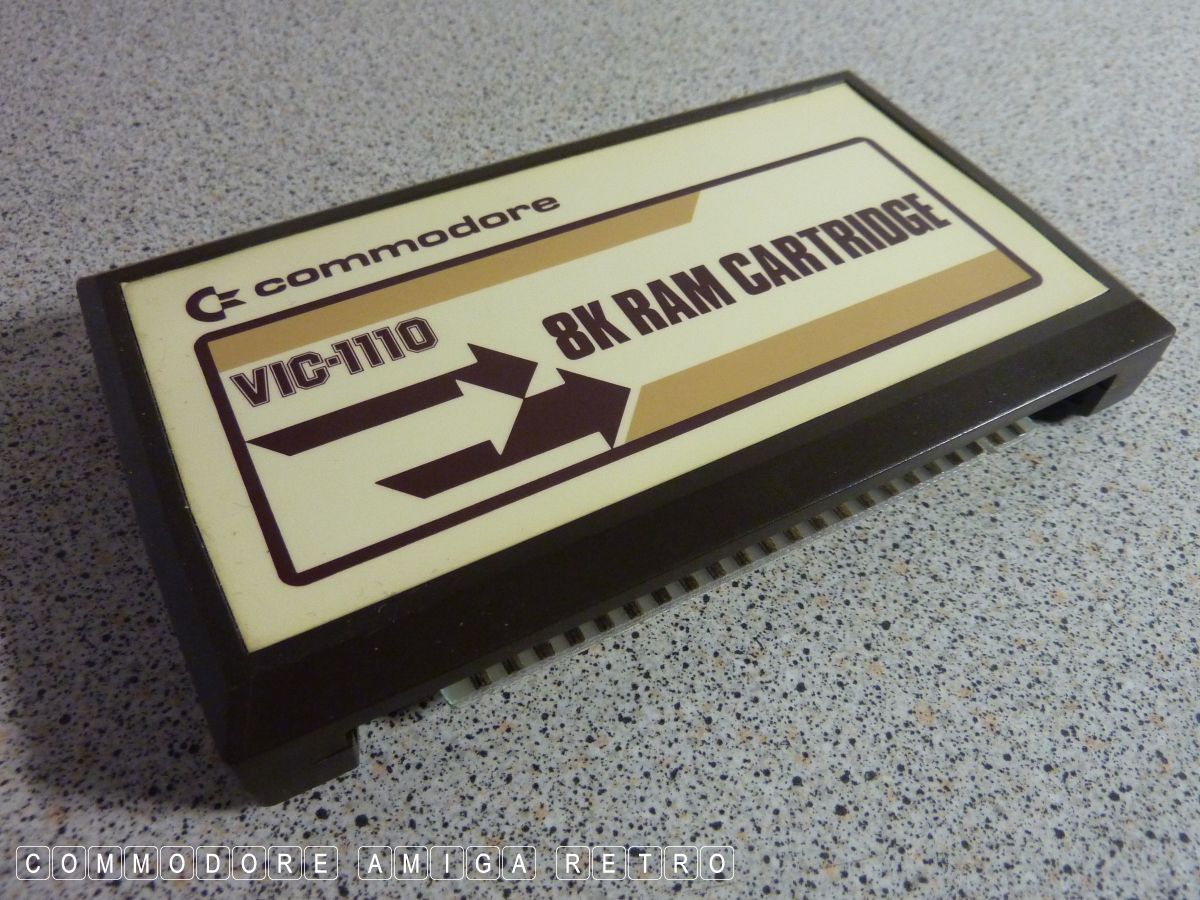 commodore
VIC-1110
8K RAM CARTRIDGE
COMMODORE AMIGA RETRO